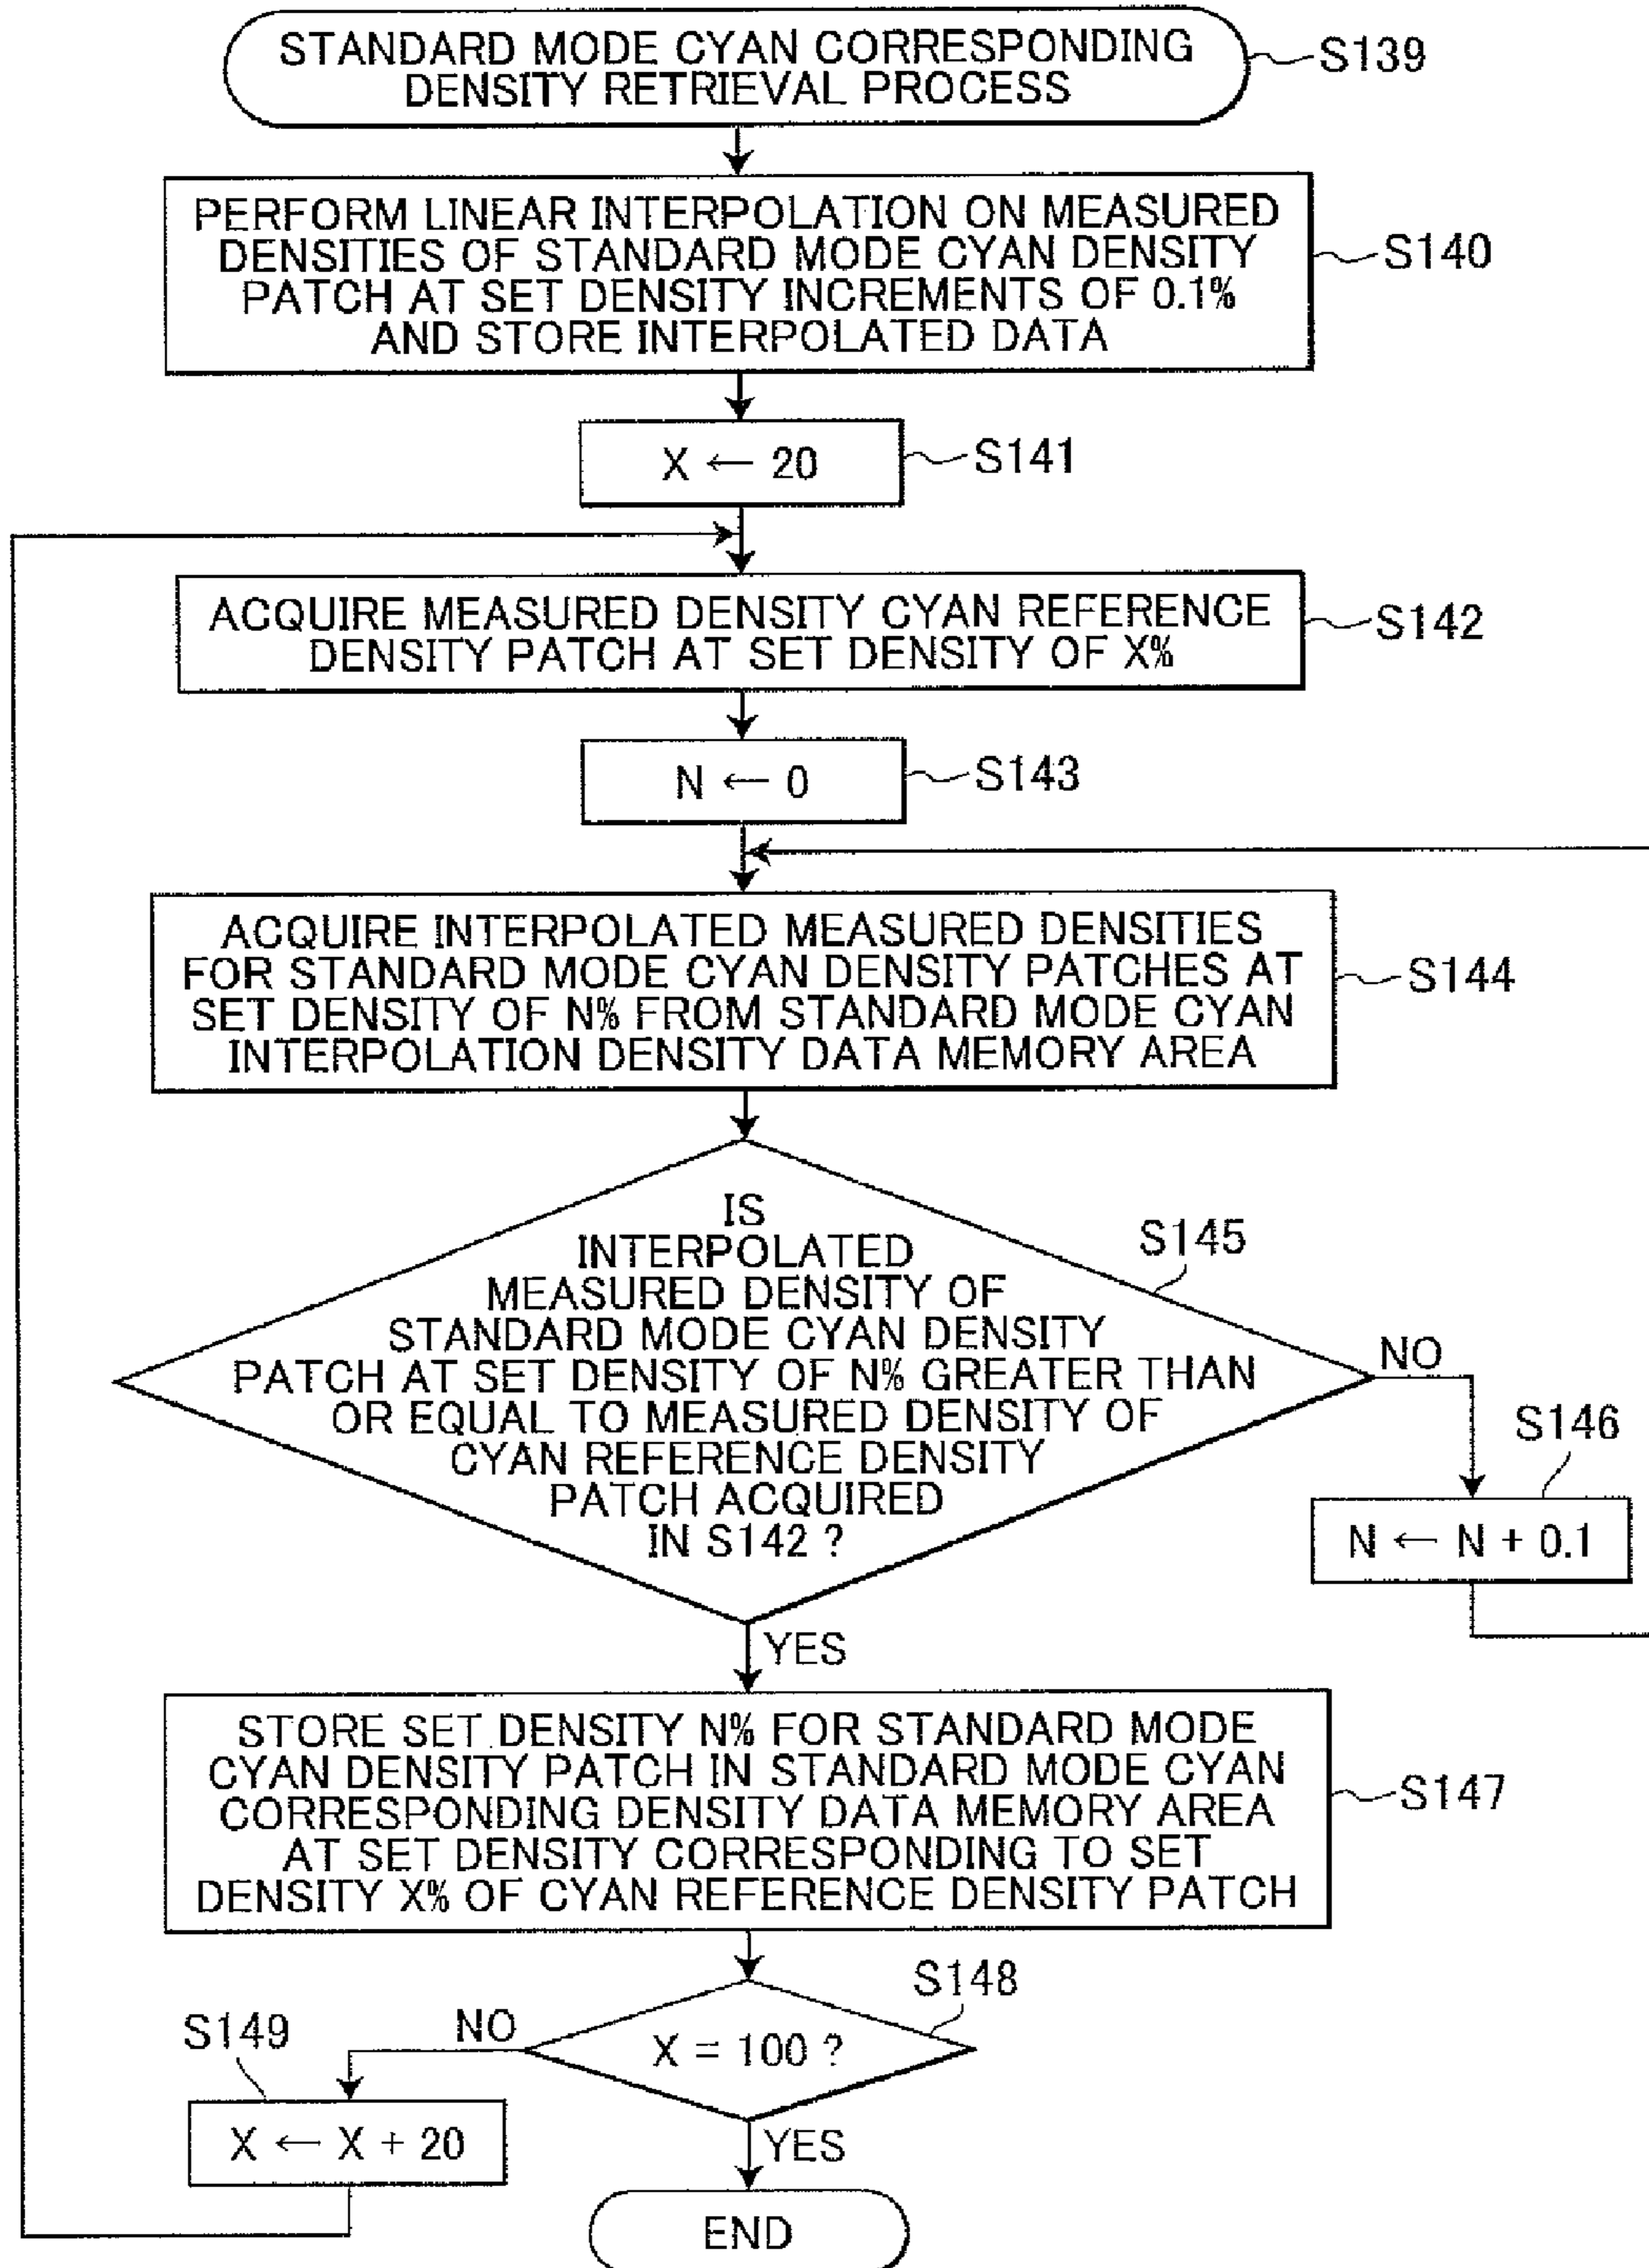 STANDARD MODE CYAN CORRESPONDING
DENSITY RETRIEVAL PROCESS
S139
PERFORM LINEAR INTERPOLATION ON MEASURED
DENSITIES OF STANDARD MODE CYAN DENSITY
PATCH AT SET DENSITY INCREMENTS OF 0.1%
AND STORE INTERPOLATED DATA
S140
X ← 20
S141
ACQUIRE MEASURED DENSITY CYAN REFERENCE
DENSITY PATCH AT SET DENSITY OF X%
S142
N ← 0
S143
ACQUIRE INTERPOLATED MEASURED DENSITIES
FOR STANDARD MODE CYAN DENSITY PATCHES AT
SET DENSITY OF N% FROM STANDARD MODE CYAN
INTERPOLATION DENSITY DATA MEMORY AREA
S144
IS
INTERPOLATED
MEASURED DENSITY OF
STANDARD MODE CYAN DENSITY
PATCH AT SET DENSITY OF N% GREATER THAN
OR EQUAL TO MEASURED DENSITY OF
CYAN REFERENCE DENSITY
PATCH ACQUIRED
IN S142 ?
S145
NO
S146
N ← N + 0.1
YES
STORE SET DENSITY N% FOR STANDARD MODE
CYAN DENSITY PATCH IN STANDARD MODE CYAN
CORRESPONDING DENSITY DATA MEMORY AREA
AT SET DENSITY CORRESPONDING TO SET
DENSITY X% OF CYAN REFERENCE DENSITY PATCH
S147
X = 100 ?
S148
NO
S149
X ← X + 20
YES
END